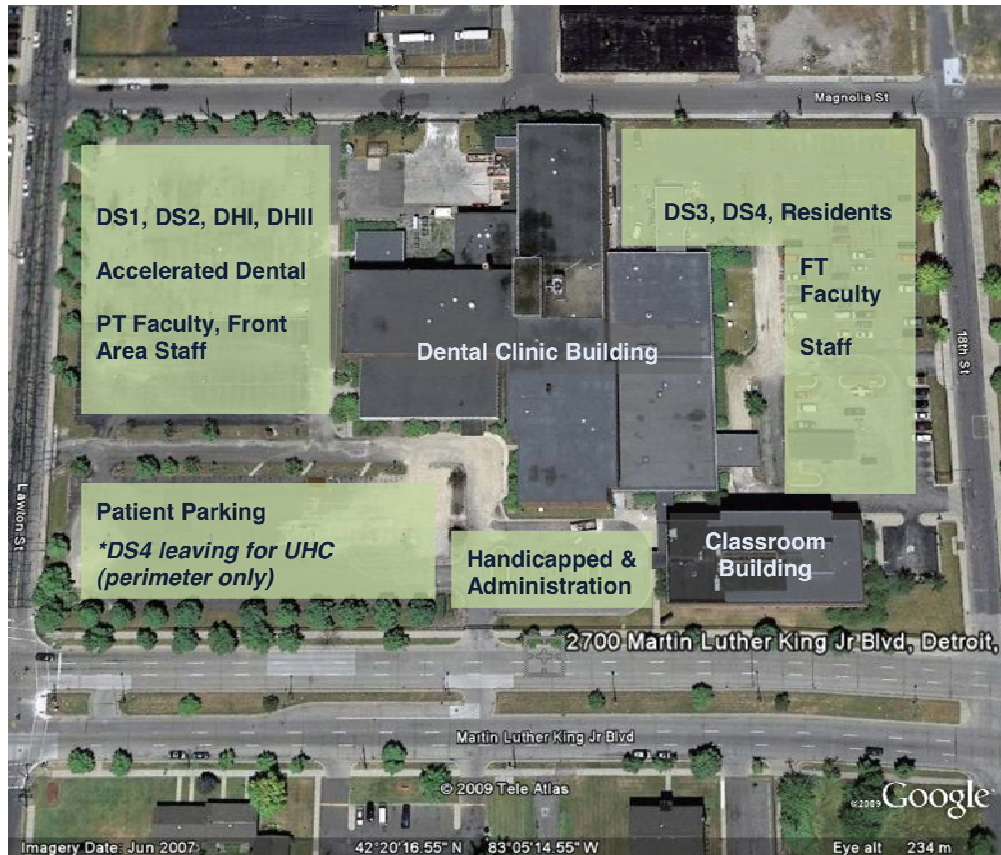 Magnolia St
DS1, DS2, DHI, DHII
Accelerated Dental
PT Faculty, Front
Area Staff
DS3, DS4, Residents
FT
Faculty
Staff
18th St
Dental Clinic Building
Lawton St
Patient Parking
*DS4 leaving for UHC
(perimeter only)
Handicapped &
Administration
Classroom
Building
2700 Martin Luther King Jr Blvd, Detroit,
Martin Luther King Jr Blvd
© 2009 Tele Atlas
©2009 Google
Imagery Date: Jun 2007
42°20'16.55" N 83°05'14.55" W
Eye alt 234 m